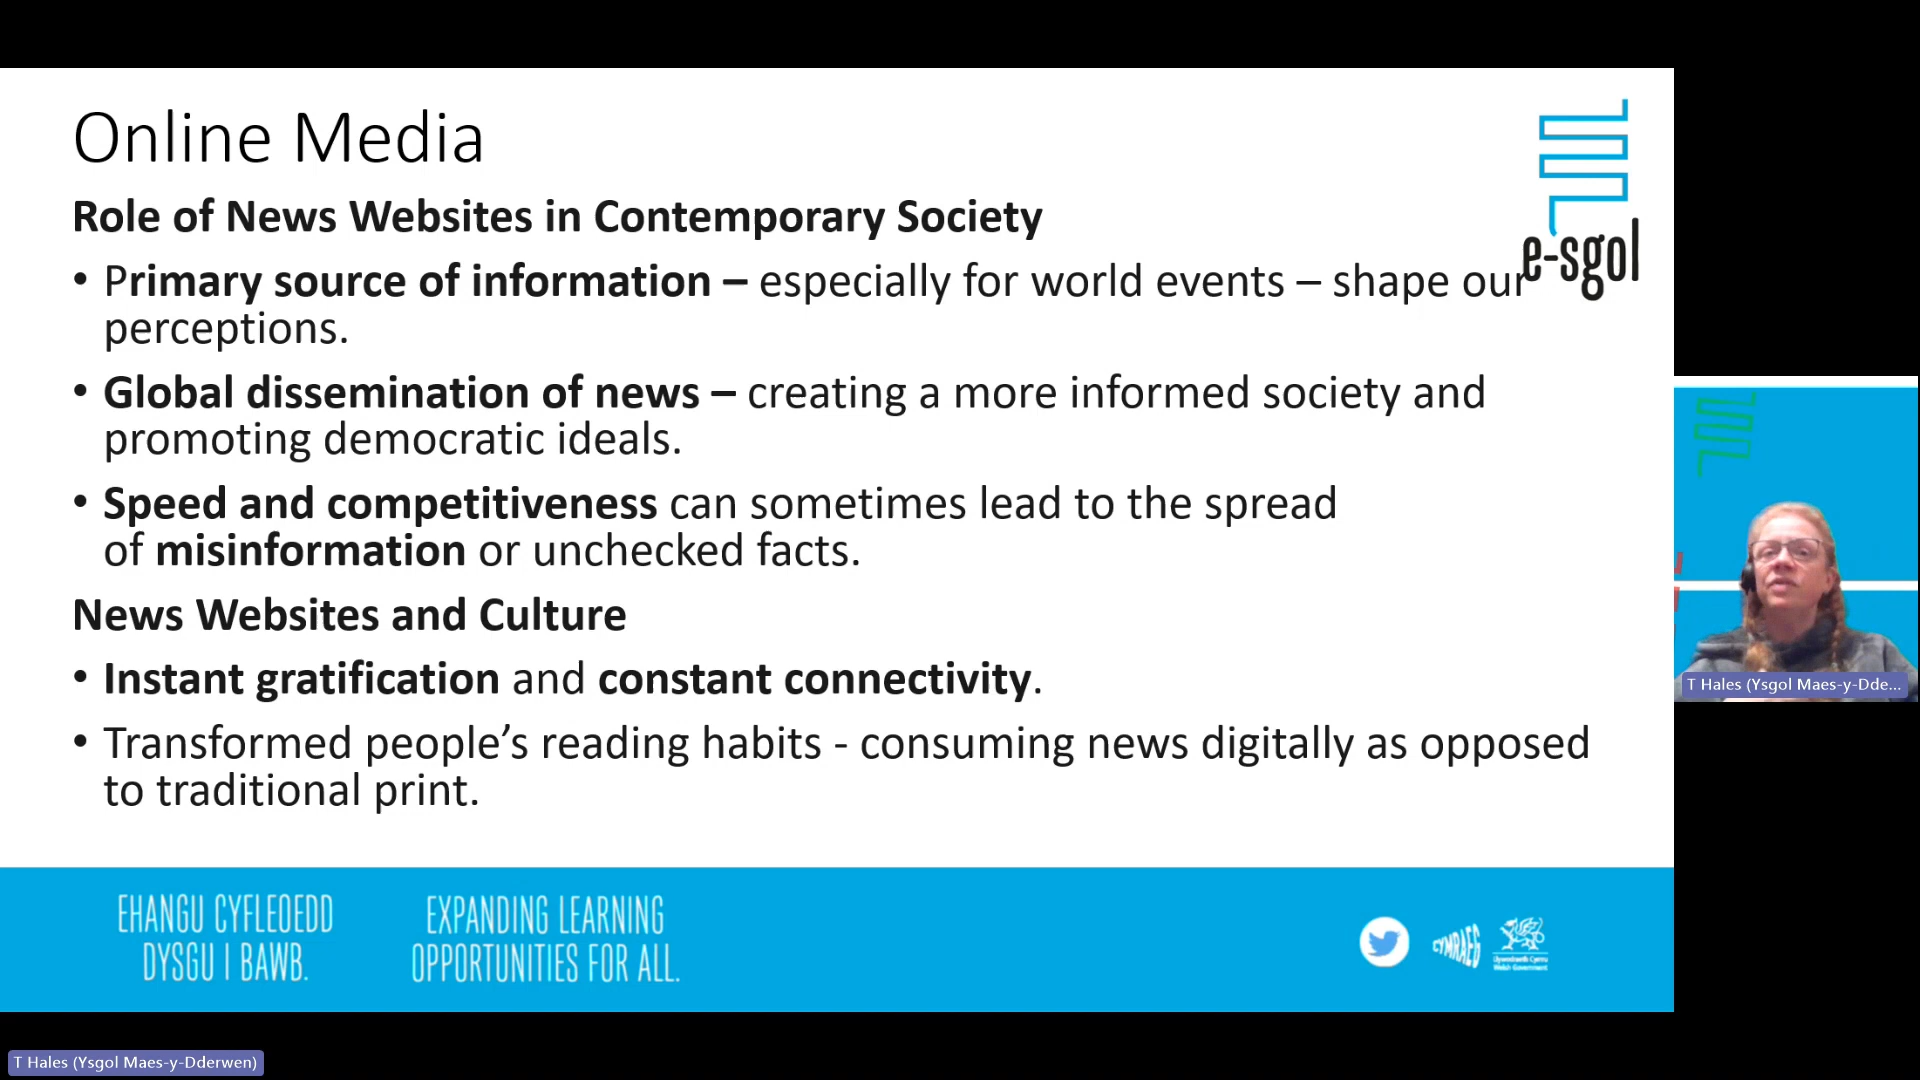 Online Media
Role of News Websites in Contemporary Society
• Primary source of information – especially for world events – shape our
perceptions.
• Global dissemination of news – creating a more informed society and
promoting democratic ideals.
• Speed and competitiveness can sometimes lead to the spread
of misinformation or unchecked facts.
News Websites and Culture
• Instant gratification and constant connectivity.
• Transformed people’s reading habits - consuming news digitally as opposed
to traditional print.
e-sgol
EHANGU CYFLEOEDD
DYSGU I BAWB.
EXPANDING LEARNING
OPPORTUNITIES FOR ALL.
CYMRAEG
Llywodraeth Cymru
Welsh Government
T Hales (Ysgol Maes-y-Dde...
T Hales (Ysgol Maes-y-Dderwen)